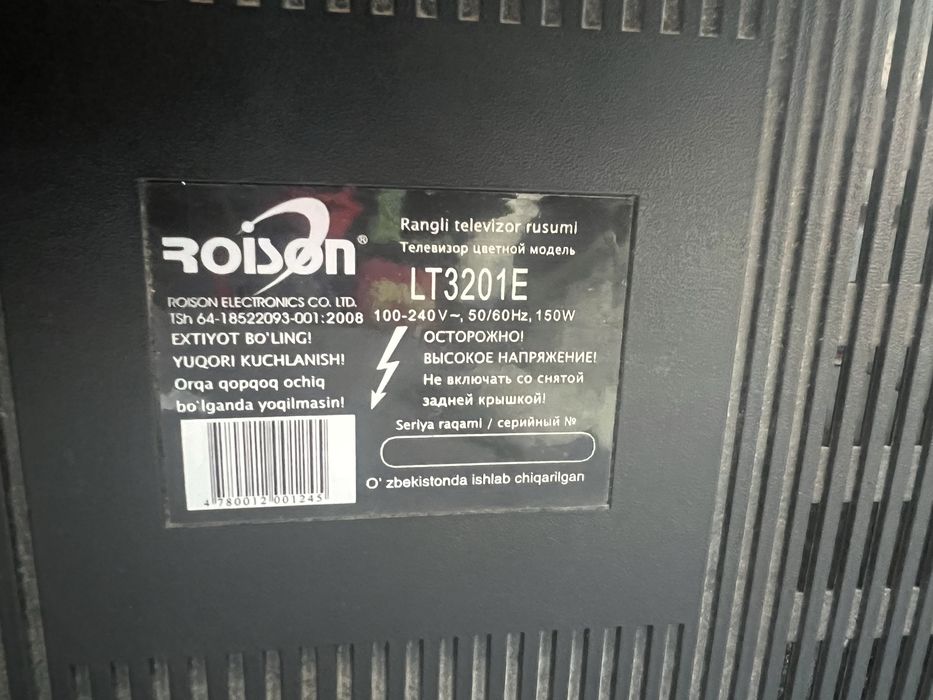 ROISON®
ROISON ELECTRONICS CO. LTD.
TSh 64-18522093-001:2008
EXTIYOT BO'LING!
YUQORI KUCHLANISH!
Orqa qopqoq ochiq
bo`lganda yoqilmasin!
4 780012 001245
Rangli televizor rusumi
Телевизор цветной модель
LT3201E
100-240V~, 50/60Hz, 150W
ОСТОРОЖНО!
ВЫСОКОЕ НАПРЯЖЕНИЕ!
Не включать со снятой
задней крышкой!
Seriya raqami / серийный №
O' zbekistonda ishlab chiqarilgan